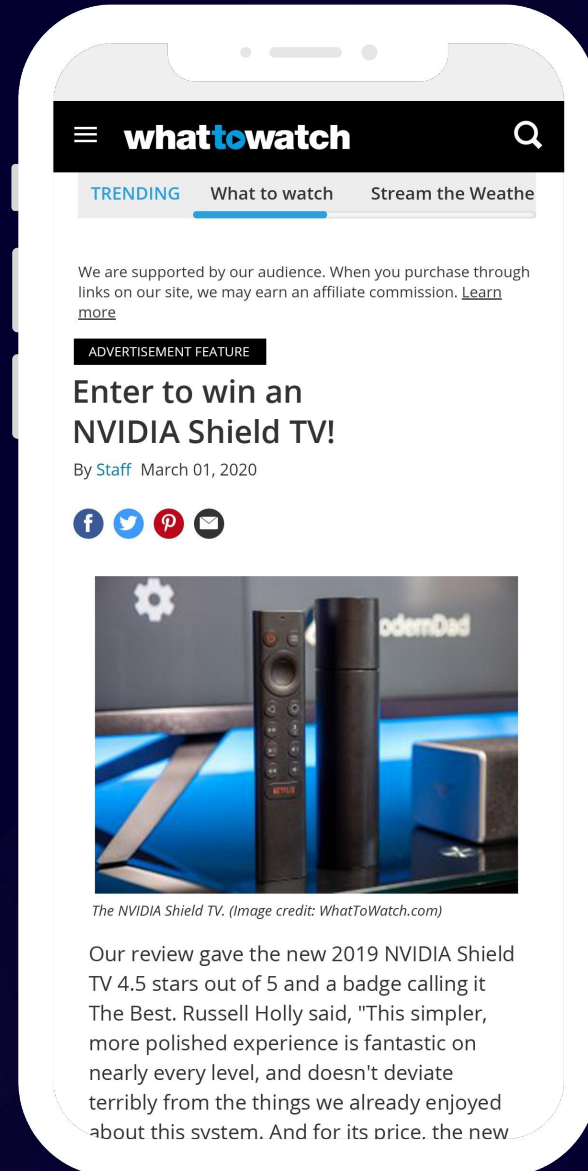 whattowatch
TRENDING What to watch Stream the Weathe
We are supported by our audience. When you purchase through
links on our site, we may earn an affiliate commission. Learn
more
ADVERTISEMENT FEATURE
Enter to win an
NVIDIA Shield TV!
By Staff March 01, 2020
odernDad
NETFLIX
The NVIDIA Shield TV. (Image credit: WhatToWatch.com)
Our review gave the new 2019 NVIDIA Shield
TV 4.5 stars out of 5 and a badge calling it
The Best. Russell Holly said, "This simpler,
more polished experience is fantastic on
nearly every level, and doesn't deviate
terribly from the things we already enjoyed
about this system. And for its price, the new